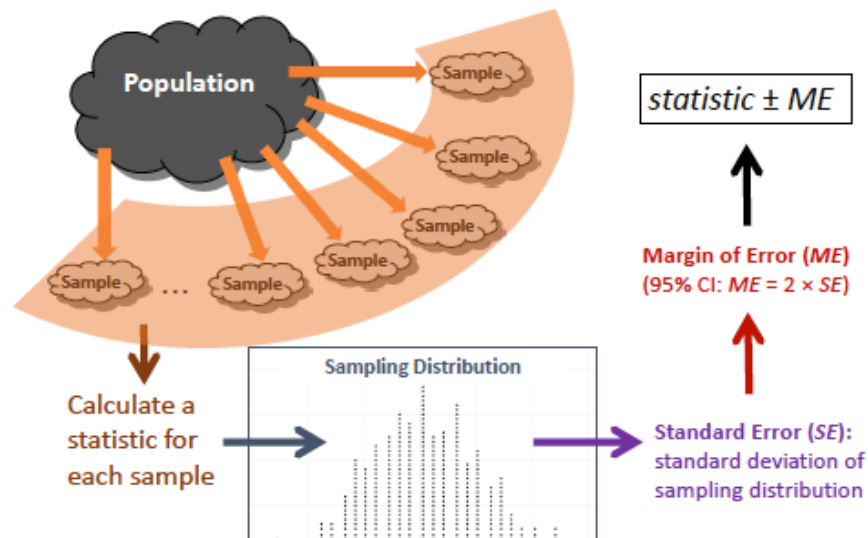 Population
Sample
Sample
Sample
Sample
Sample
...
Sample
Calculate a
statistic for
each sample
Sampling Distribution
Standard Error (SE):
standard deviation of
sampling distribution
Margin of Error (ME)
(95% CI: ME = 2 × SE)
statistic ± ME